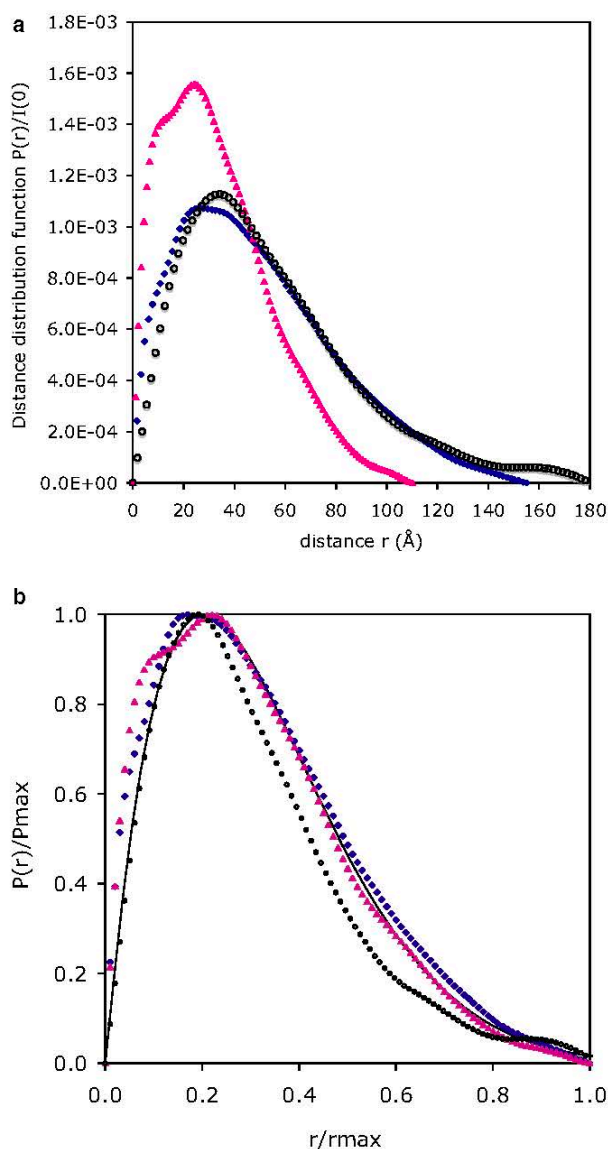 a
Distance distribution function P(r)/I(0)
1.8E-03
1.6E-03
1.4E-03
1.2E-03
1.0E-03
8.0E-04
6.0E-04
4.0E-04
2.0E-04
0.0E+00
0 20 40 60 80 100 120 140 160 180
distance r (Å)
b
P(r)/Pmax
1.0
0.8
0.6
0.4
0.2
0.0
0.0 0.2 0.4 0.6 0.8 1.0
r/rmax